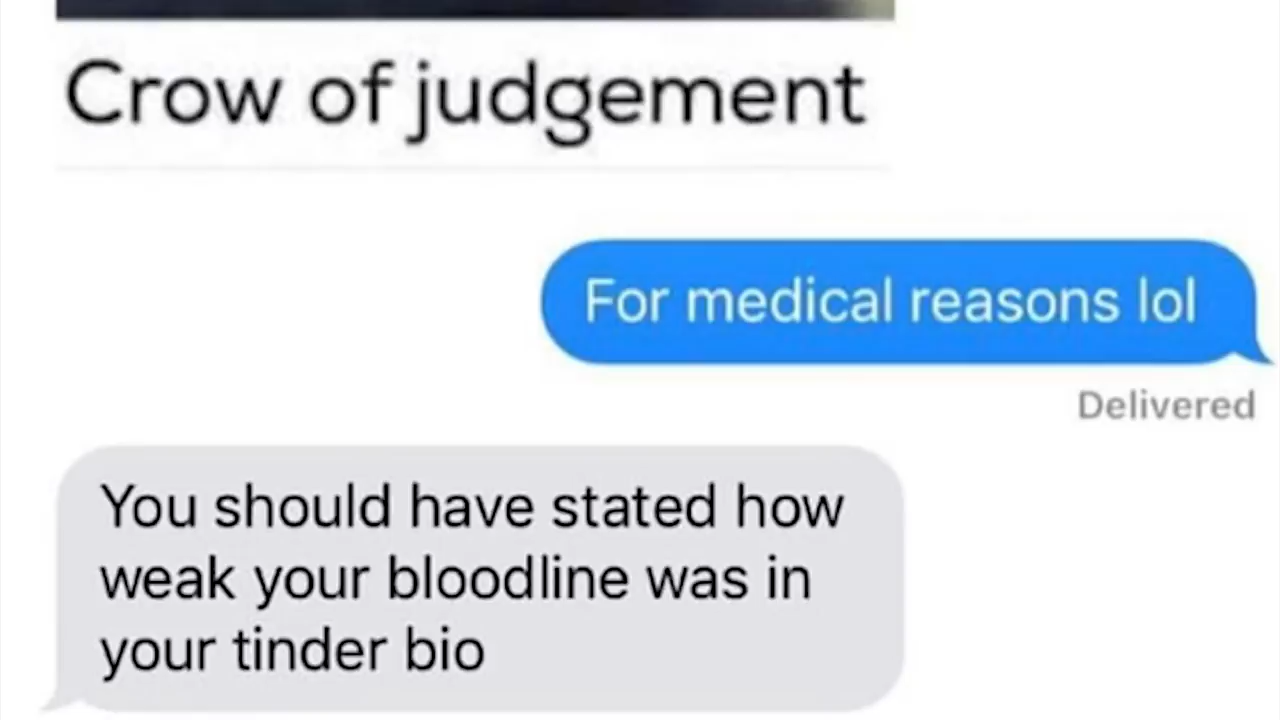 Crow of judgement
For medical reasons lol
Delivered
You should have stated how
weak your bloodline was in
your tinder bio